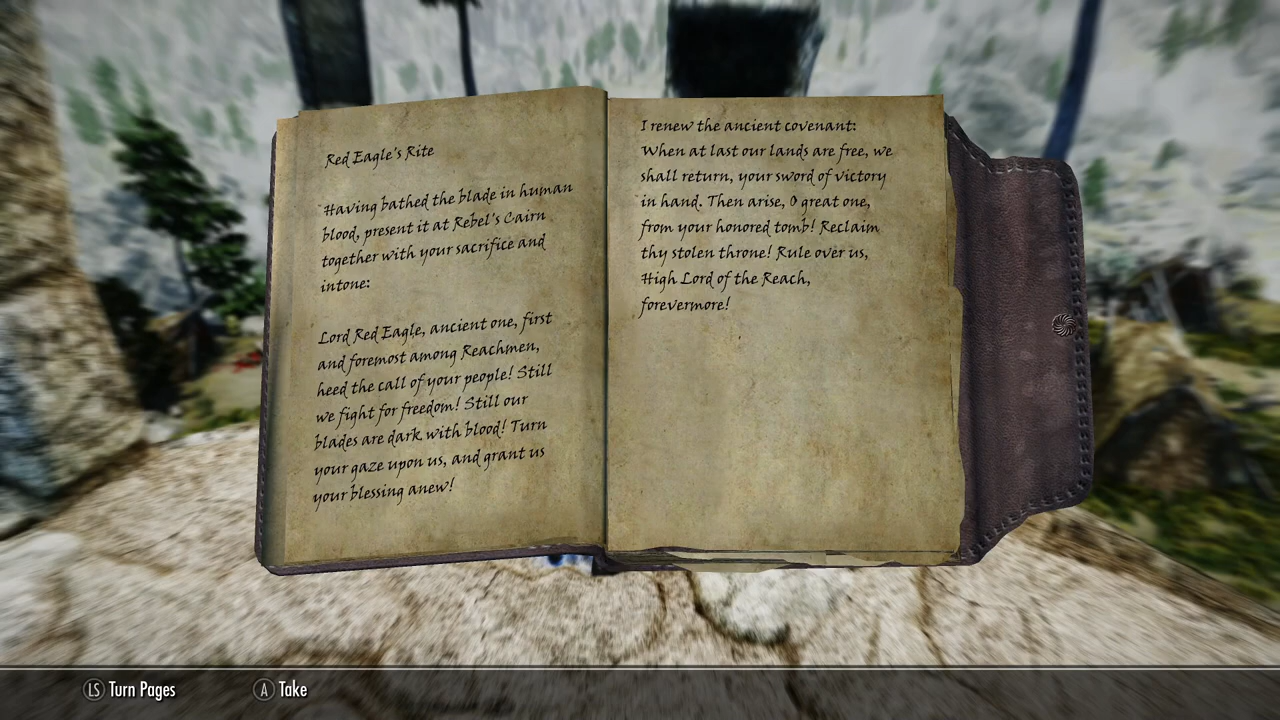 Red Eagle's Rite
Having bathed the blade in human
blood, present it at Rebel's Cairn
together with your sacrifice and
intone:
Lord Red Eagle, ancient one, first
and foremost among Reachmen,
heed the call of your people! Still
we fight for freedom! Still our
blades are dark with blood! Turn
your gaze upon us, and grant us
your blessing anew!
I renew the ancient covenant:
When at last our lands are free, we
shall return, your sword of victory
in hand. Then arise, O great one,
from your honored tomb! Reclaim
thy stolen throne! Rule over us,
High Lord of the Reach,
forevermore!
LS Turn Pages
A Take